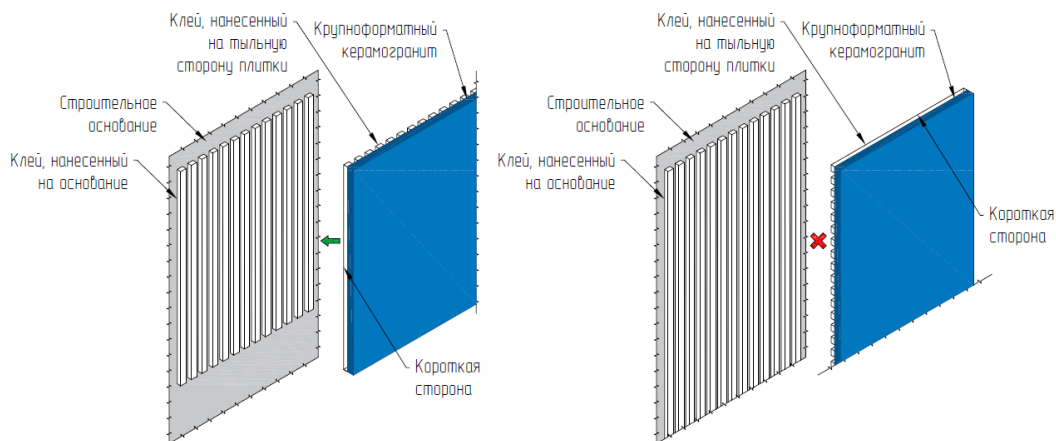 Клей, нанесенный
на тыльную
сторону плитки
Крупноформатный
керамогранит
Строительное
основание
Клей, нанесенный
на основание
Короткая
сторона
Клей, нанесенный
на тыльную
сторону плитки
Крупноформатный
керамогранит
Строительное
основание
Клей, нанесенный
на основание
Короткая
сторона